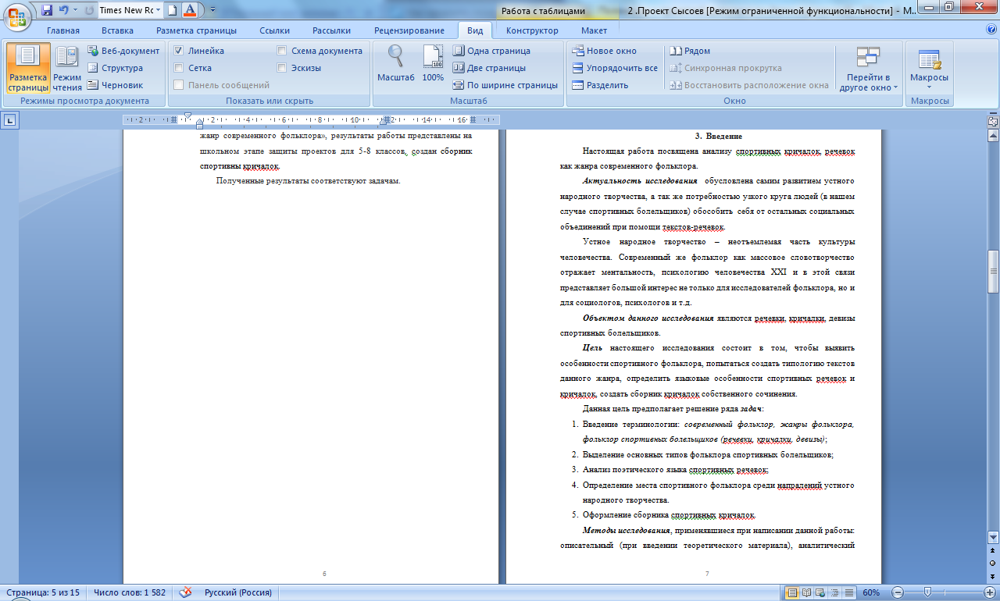 Times New Ro
Работа с таблицами
2 .Проект Сысоев [Режим ограниченной функциональности] - M..
Главная Вставка Разметка страницы Ссылки Рассылки Рецензирование Вид Конструктор Макет
Разметка страницы
Режим чтения
Веб-документ
Структура
Черновик
Режимы просмотра документа
Линейка
Сетка
Панель сообщений
Схема документа
Эскизы
Показать или скрыть
Масштаб
100%
Одна страница
Две страницы
По ширине страницы
Масштаб
Новое окно
Упорядочить все
Разделить
Рядом
Синхронная прокрутка
Восстановить расположение окна
Перейти в другое окно
Окно
Макросы
Макросы
2 2 4 6 8 10 12 14 16
жанр современного фольклора», результаты работы представлены на
школьном этапе защиты проектов для 5-8 классов, создан сборник
спортивны кричалок.
Полученные результаты соответствуют задачам.
6
3. Введение
Настоящая работа посвящена анализу спортивных кричалок, речевок
как жанра современного фольклора.
Актуальность исследования обусловлена самим развитием устного
народного творчества, а так же потребностью узкого круга людей (в нашем
случае спортивных болельщиков) обособить себя от остальных социальных
объединений при помощи текстов-речевок.
Устное народное творчество – неотъемлемая часть культуры
человечества. Современный же фольклор как массовое словотворчество
отражает ментальность, психологию человечества XXI и в этой связи
представляет большой интерес не только для исследователей фольклора, но и
для социологов, психологов и т.д.
Объектом данного исследования являются речевки, кричалки, девизы
спортивных болельщиков.
Цель настоящего исследования состоит в том, чтобы выявить
особенности спортивного фольклора, попытаться создать типологию текстов
данного жанра, определить языковые особенности спортивных речевок и
кричалок, создать сборник кричалок собственного сочинения.
Данная цель предполагает решение ряда задач:
1. Введение терминологии: современный фольклор, жанры фольклора,
фольклор спортивных болельщиков (речевки, кричалки, девизы);
2. Выделение основных типов фольклора спортивных болельщиков;
3. Анализ поэтического языка спортивных речевок;
4. Определение места спортивного фольклора среди напралений устного
народного творчества.
5. Оформление сборника спортивных кричалок.
Методы исследования, применявшиеся при написании данной работы:
описательный (при введении теоретического материала), аналитический
7
Страница: 5 из 15 Число слов: 1 582 Русский (Россия) 60%